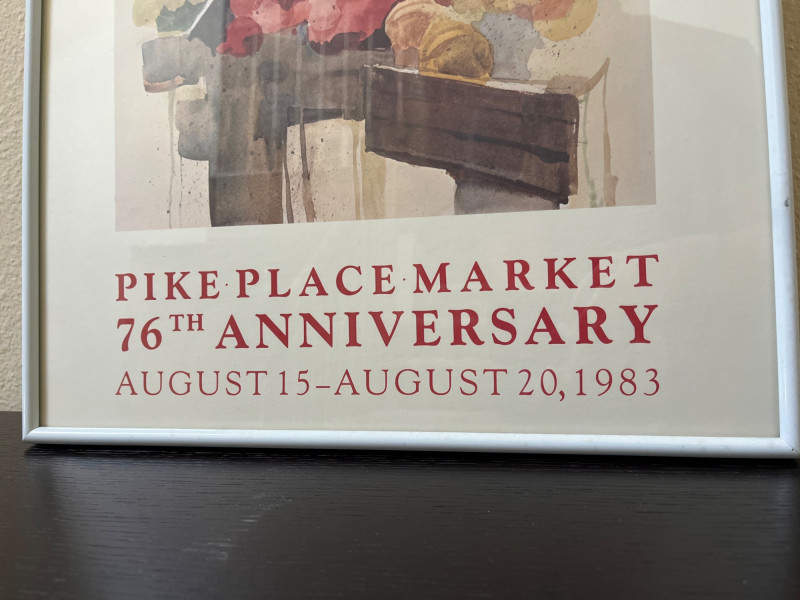 PIKE·PLACE·MARKET
76TH ANNIVERSARY
AUGUST 15–AUGUST 20, 1983